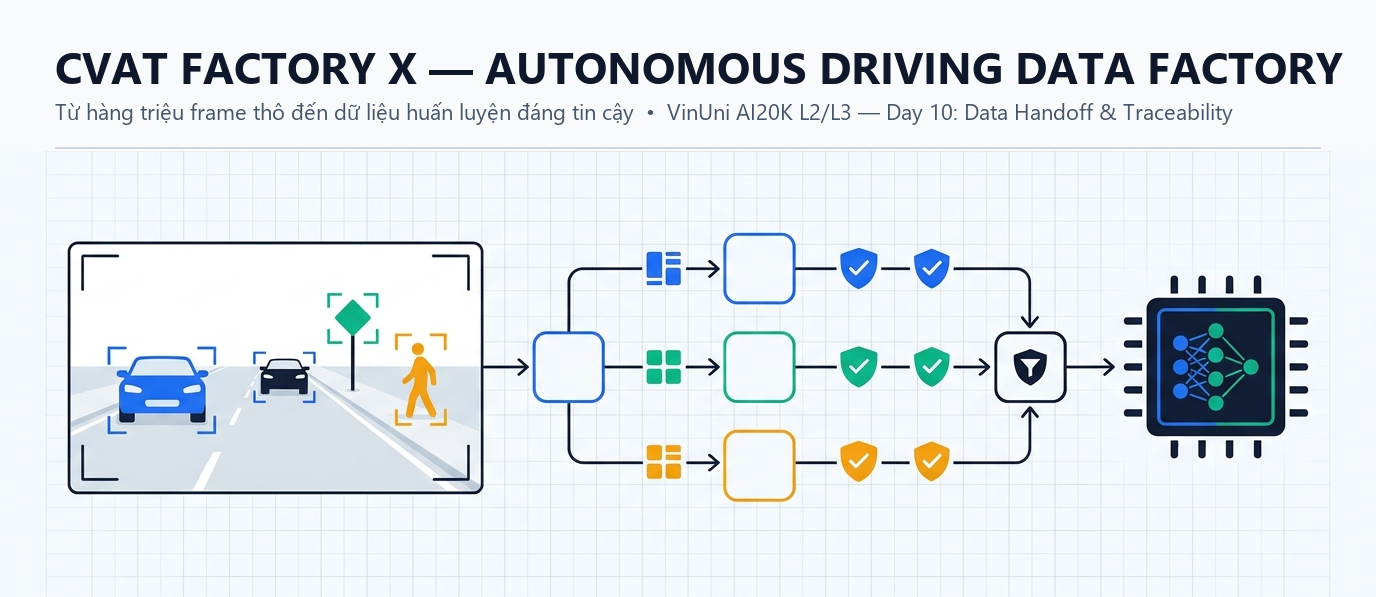 CVAT FACTORY X — AUTONOMOUS DRIVING DATA FACTORY
Từ hàng triệu frame thô đến dữ liệu huấn luyện đáng tin cậy • VinUni AI20K L2/L3 — Day 10: Data Handoff & Traceability